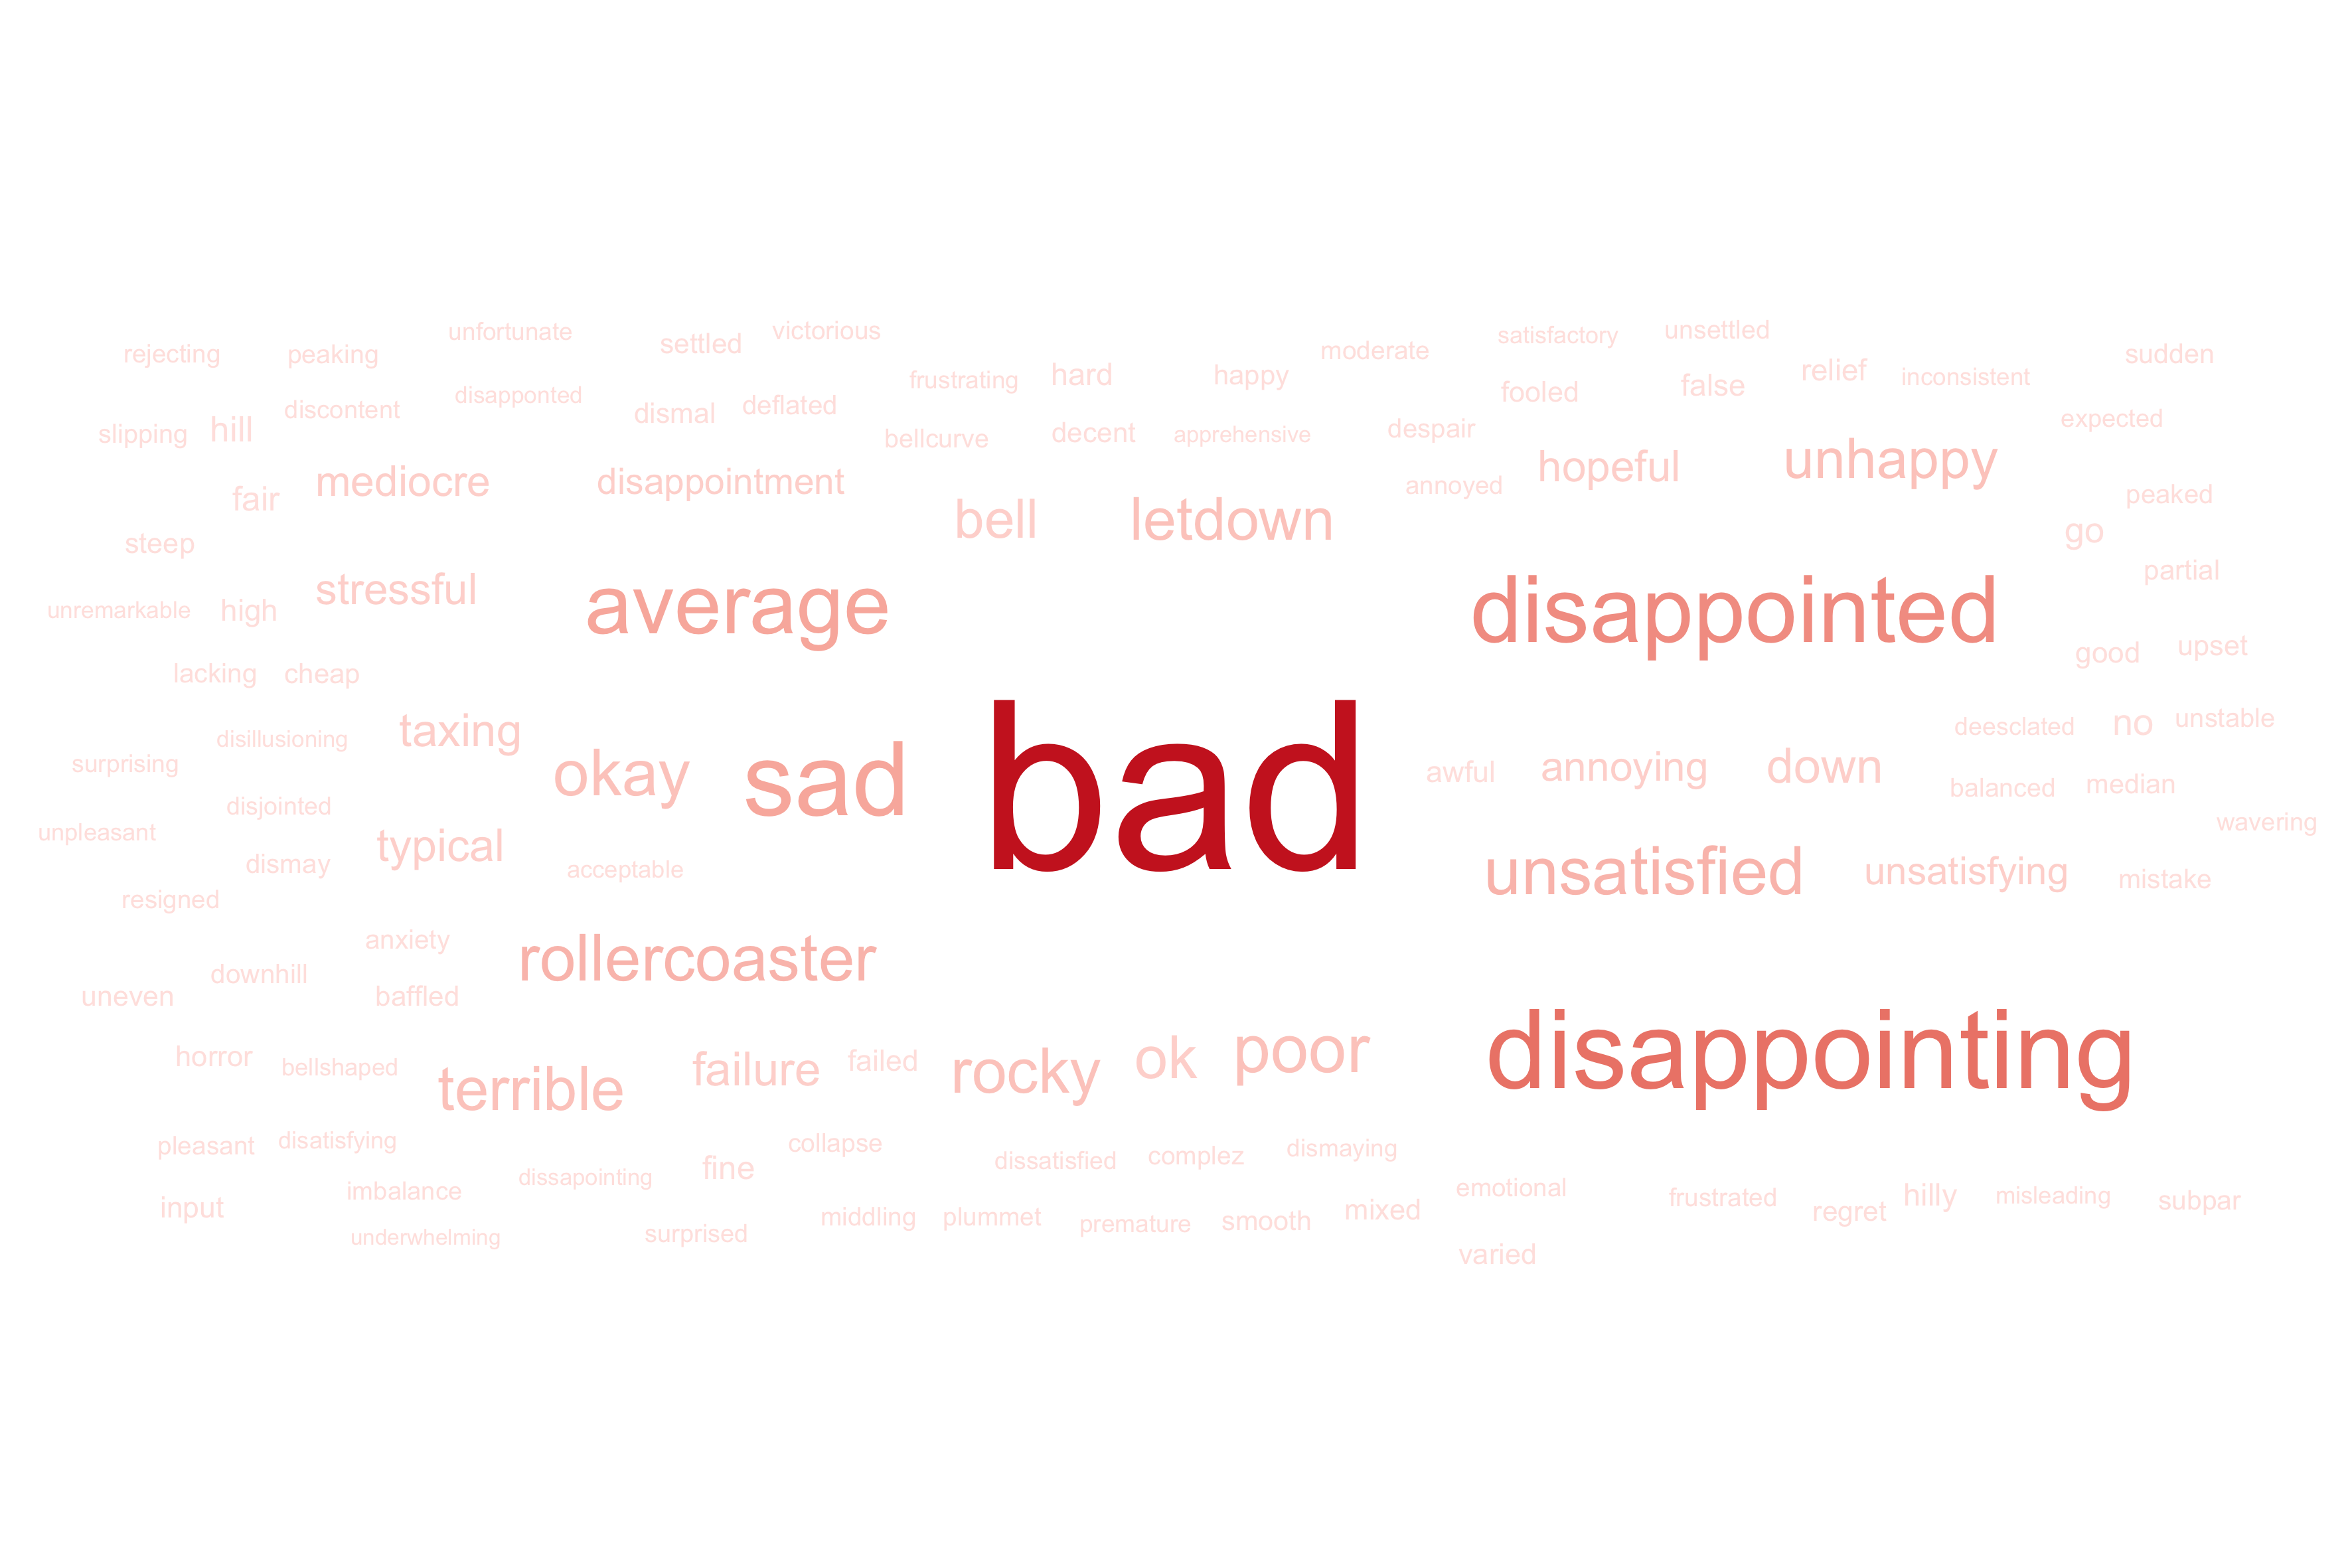 unfortunate
settled
victorious
satisfactory
unsettled
rejecting
peaking
moderate
sudden
frustrating
hard
happy
relief
inconsistent
discontent
disapponted
dismal
deflated
fooled
false
slipping
hill
bellcurve
decent
apprehensive
despair
expected
mediocre
disappointment
annoyed
hopeful
unhappy
fair
bell
letdown
peaked
steep
go
stressful
average
disappointed
partial
unremarkable
high
lacking
cheap
good
upset
disillusioning
taxing
deesclated
no
unstable
surprising
okay
sad
bad
awful
annoying
down
disjointed
balanced
median
unpleasant
typical
wavering
dismay
acceptable
unsatisfied
unsatisfying
mistake
resigned
anxiety
rollercoaster
downhill
uneven
baffled
horror
bellshaped
terrible
failure
failed
rocky
ok
poor
disappointing
pleasant
disatisfying
collapse
dissatisfied
complez
dismaying
dissapointing
fine
imbalance
emotional
frustrated
hilly
misleading
subpar
input
middling
plummet
premature
smooth
mixed
regret
underwhelming
surprised
varied